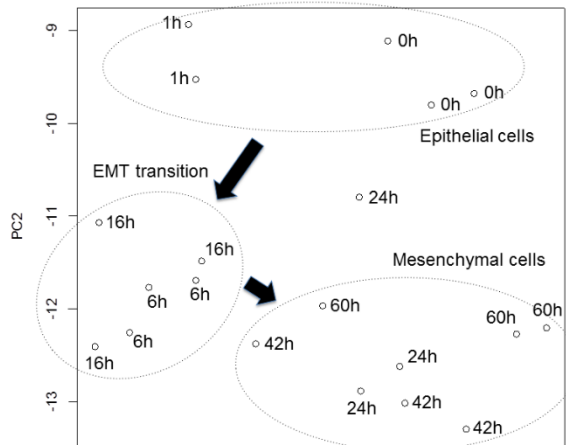 -9
1h
0h
1h
0h
-10
0h
Epithelial cells
EMT transition
24h
-11
16h
PC2
16h
Mesenchymal cells
6h
6h
-12
60h
60h
60h
6h
16h
42h
24h
24h
42h
-13
42h